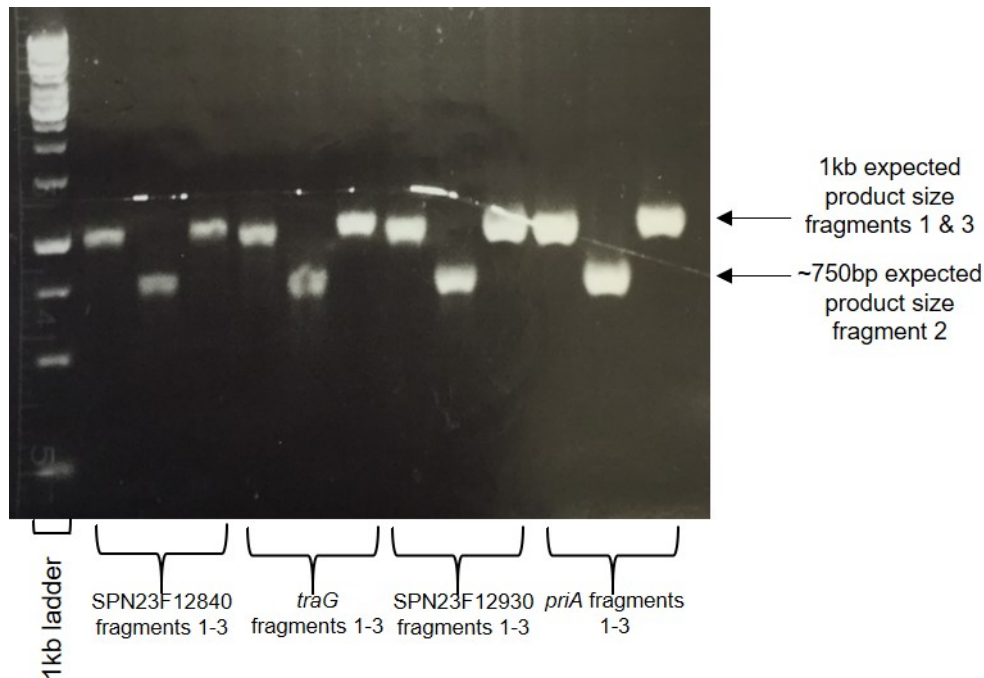 1kb expected
product size
fragments 1 & 3
~750bp expected
product size
fragment 2
1kb ladder
SPN23F12840
fragments 1-3
traG
fragments 1-3
SPN23F12930
fragments 1-3
priA fragments
1-3